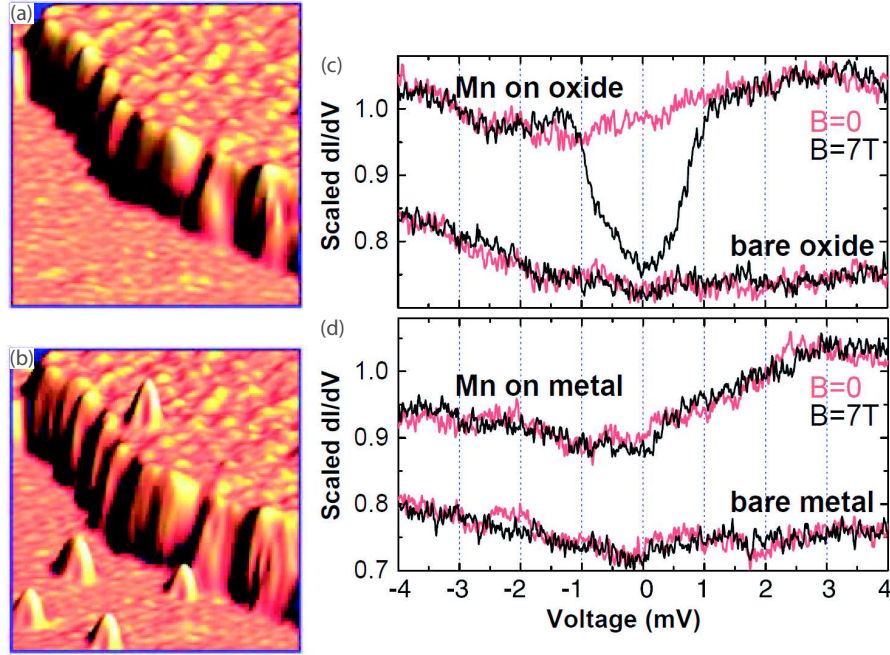 (a)
(b)
(c)
Mn on oxide
B=0
B=7T
bare oxide
Scaled dI/dV
1.0
0.9
0.8
(d)
Mn on metal
B=0
B=7T
bare metal
Scaled dI/dV
1.0
0.9
0.8
0.7
-4 -3 -2 -1 0 1 2 3 4
Voltage (mV)